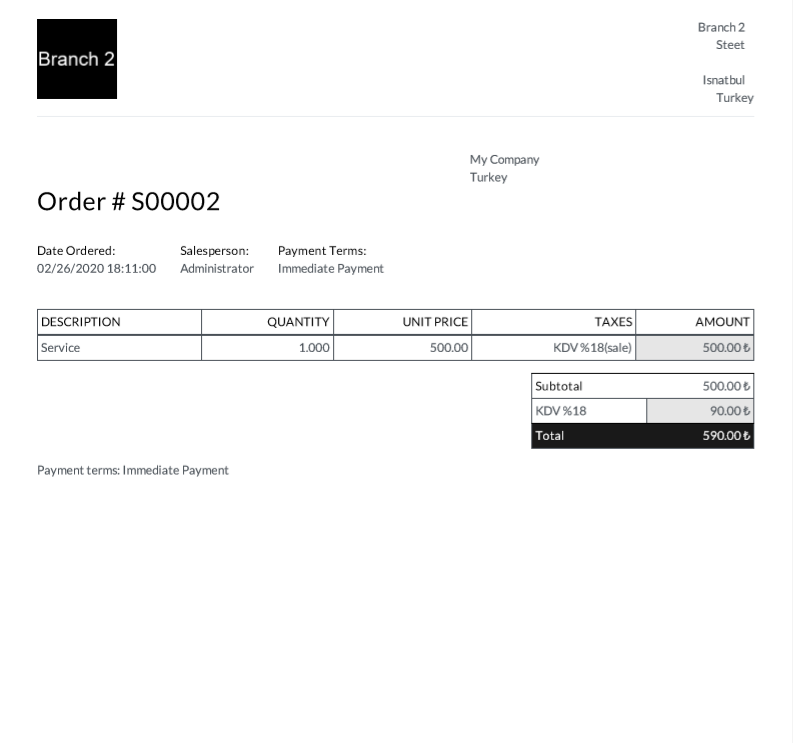 Branch 2
Branch 2
Steet
Isnatbul
Turkey
My Company
Turkey
Order # S00002
Date Ordered: Salesperson: Payment Terms:
02/26/2020 18:11:00 Administrator Immediate Payment
DESCRIPTION QUANTITY UNIT PRICE TAXES AMOUNT
Service 1.000 500.00 KDV %18(sale) 500.00 ₺
Subtotal 500.00 ₺
KDV %18 90.00 ₺
Total 590.00 ₺
Payment terms: Immediate Payment